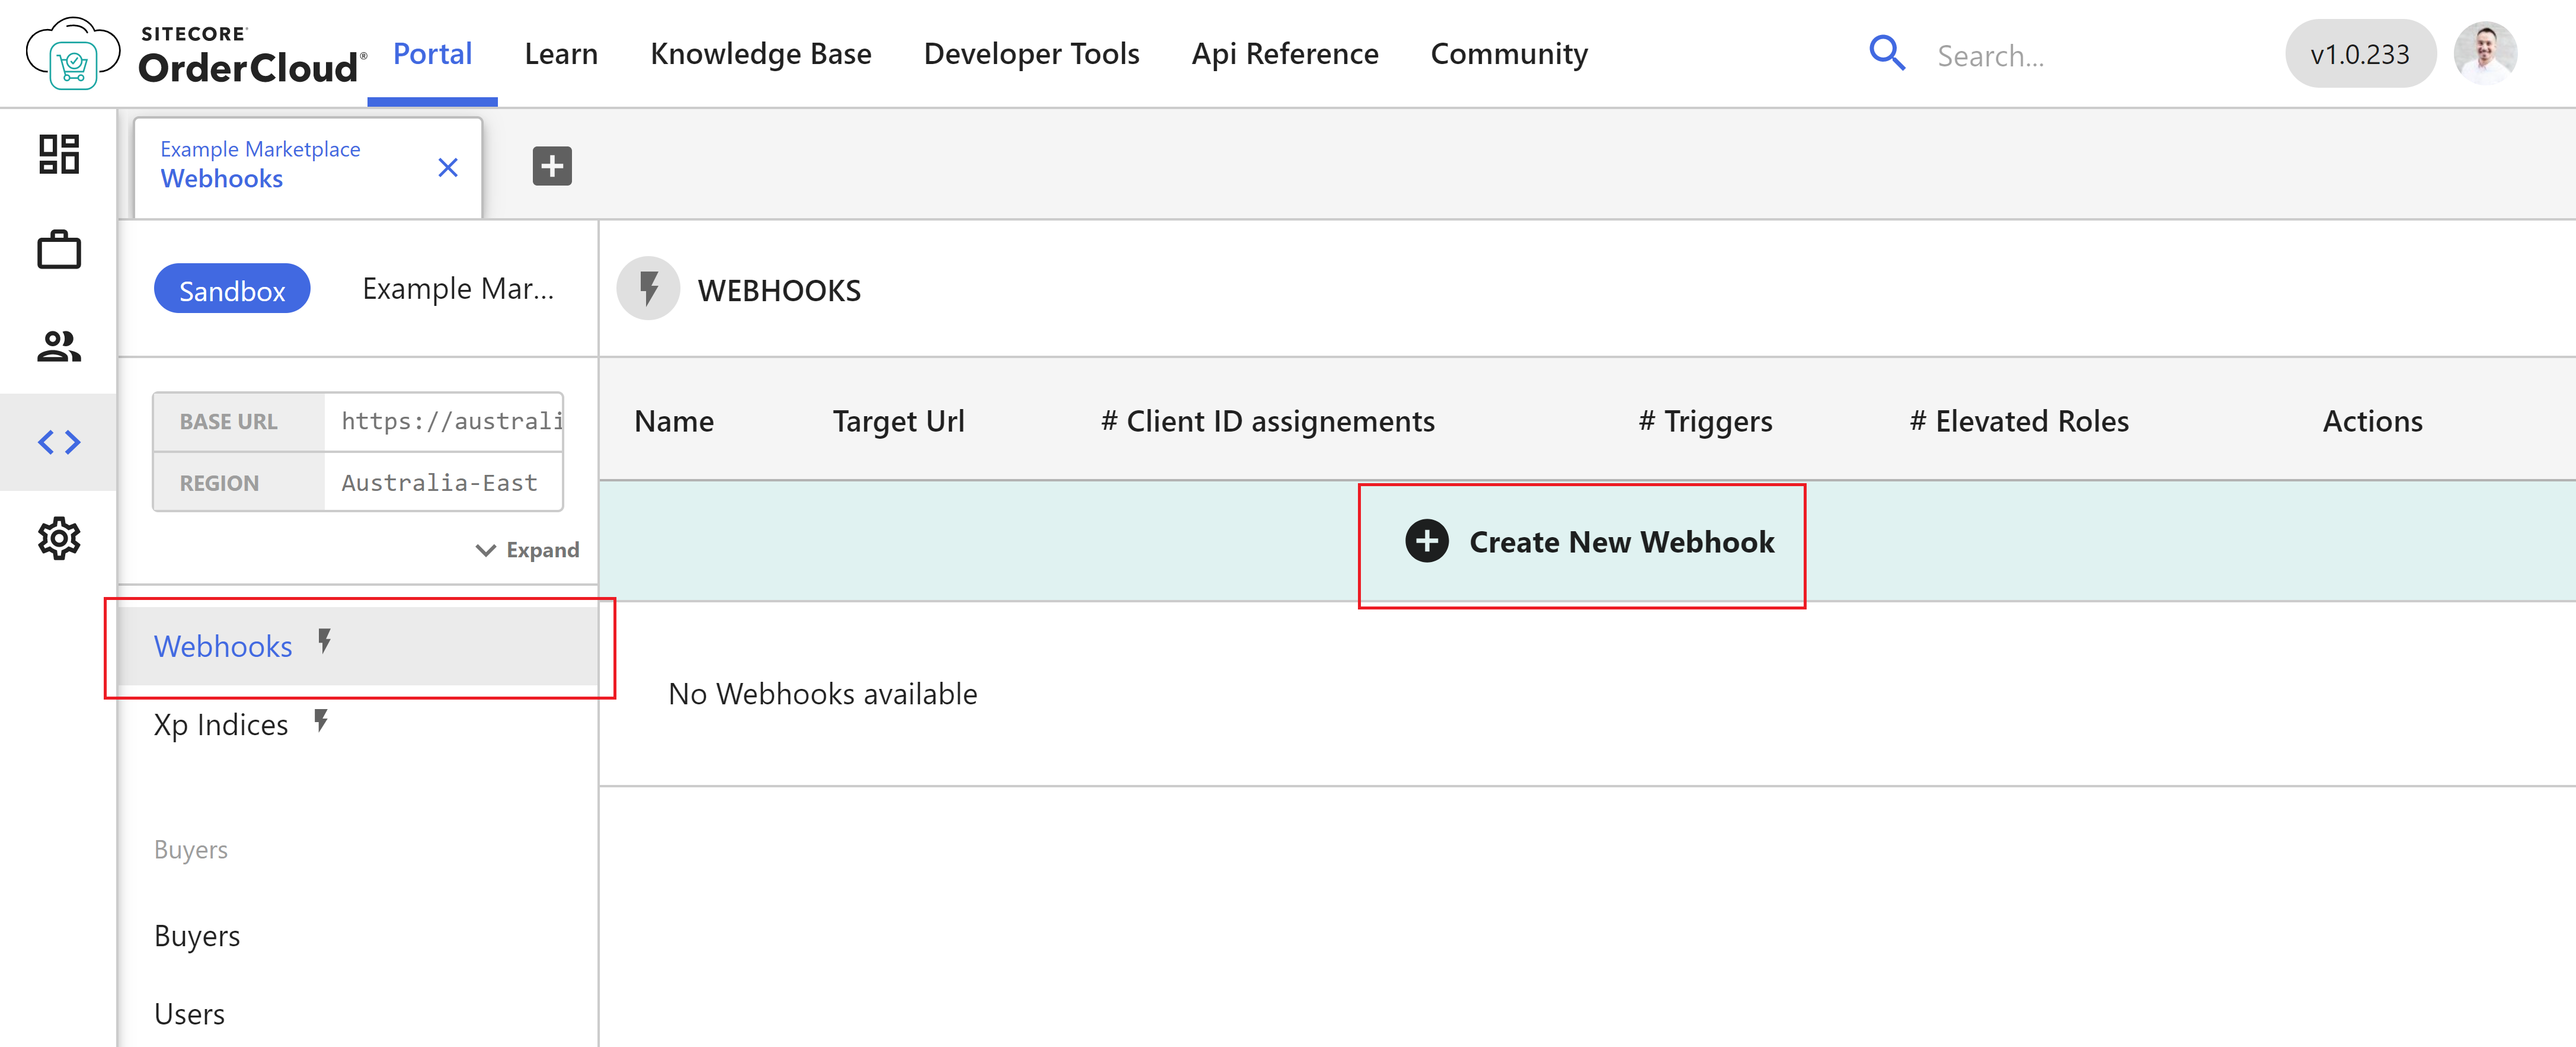 SITECORE
OrderCloud®
Portal
Learn
Knowledge Base
Developer Tools
Api Reference
Community
Search...
v1.0.233
Example Marketplace
Webhooks
Sandbox
Example Mar...
WEBHOOKS
BASE URL
https://australi
REGION
Australia-East
Expand
Name
Target Url
# Client ID assignements
# Triggers
# Elevated Roles
Actions
Create New Webhook
No Webhooks available
Webhooks
Xp Indices
Buyers
Buyers
Users